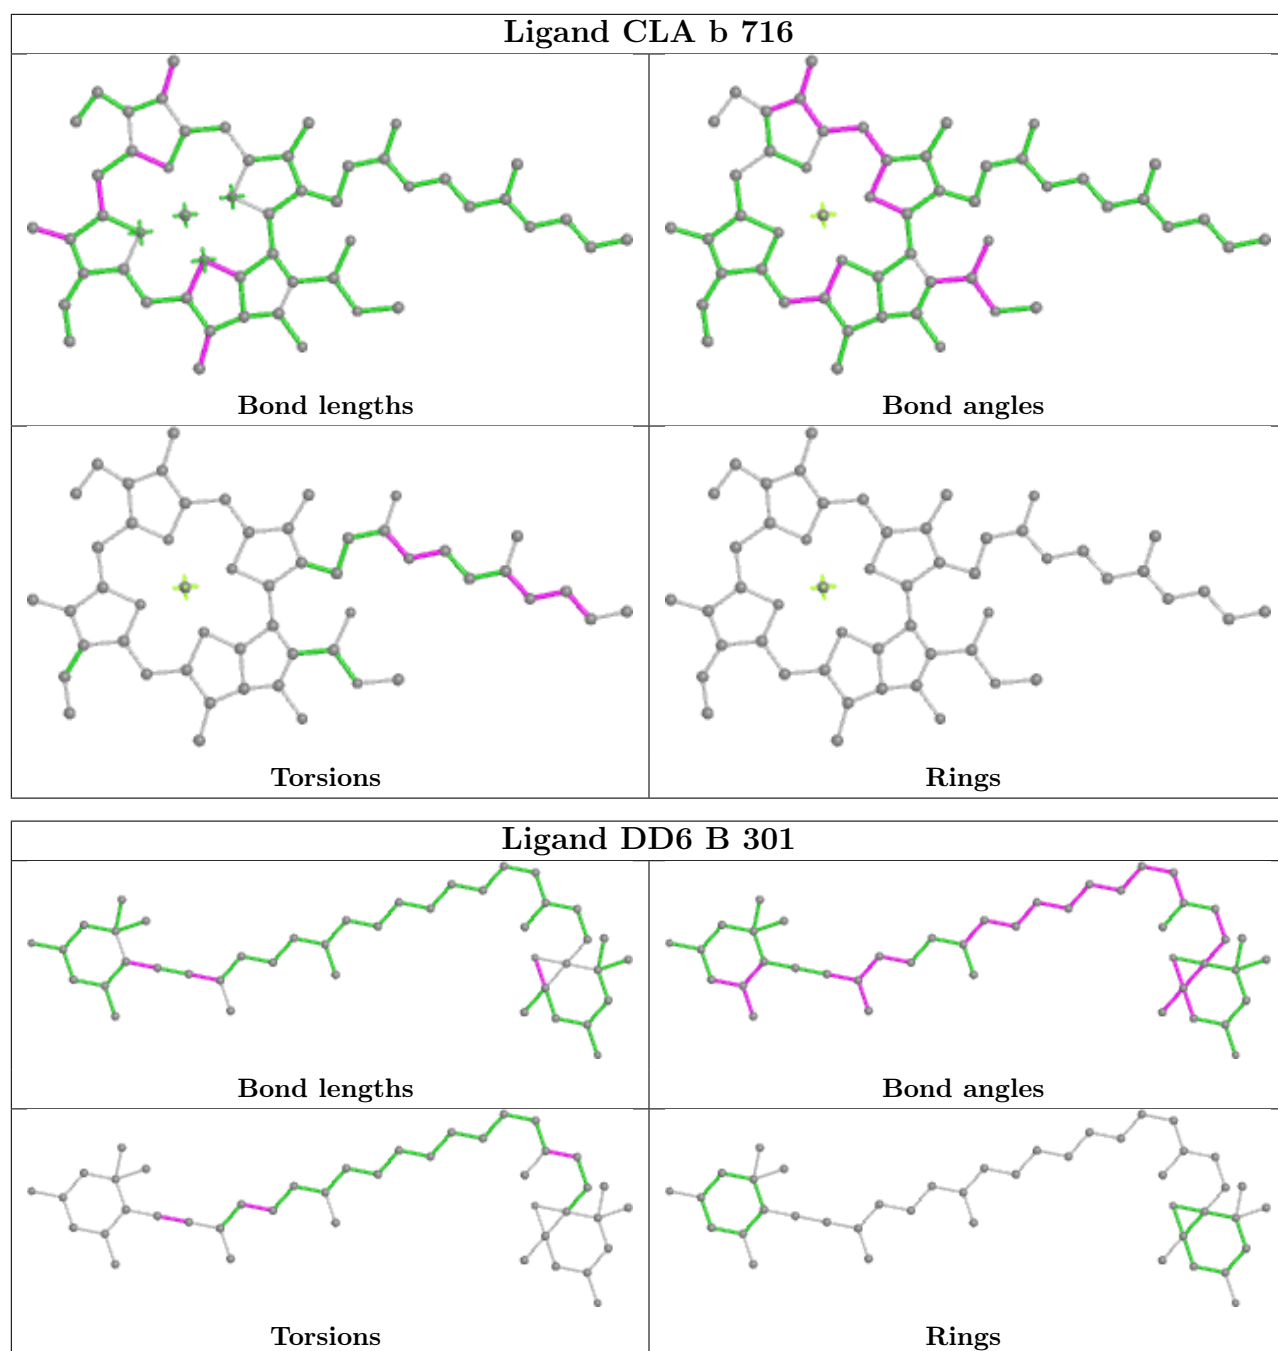 Ligand CLA b 716
Bond lengths
Bond angles
Torsions
Rings
Ligand DD6 B 301
Bond lengths
Bond angles
Torsions
Rings